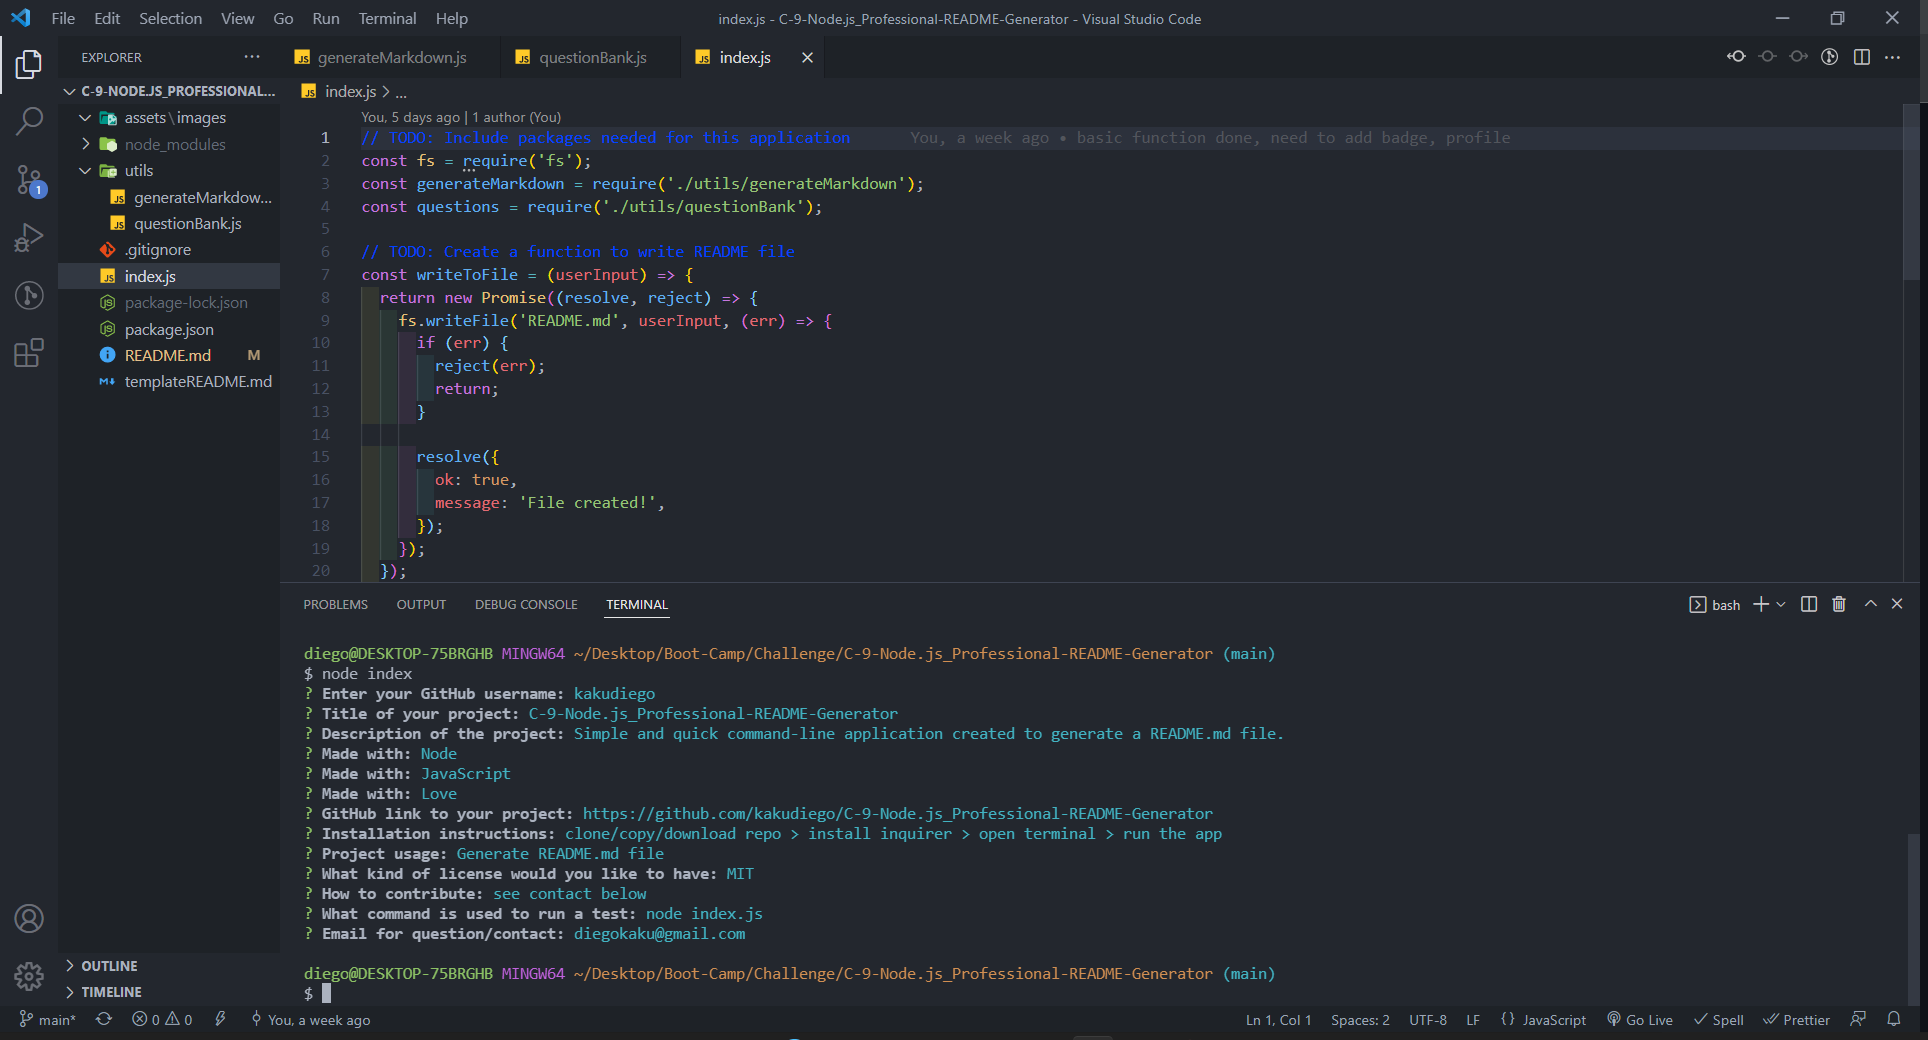 File Edit Selection View Go Run Terminal Help index.js - C-9-Node.js_Professional-README-Generator - Visual Studio Code
EXPLORER ···
JS generateMarkdown.js JS questionBank.js JS index.js
C-9-NODE.JS_PROFESSIONAL...
JS index.js > ...
assets\images
node_modules
utils
JS generateMarkdow...
JS questionBank.js
.gitignore
JS index.js
package-lock.json
package.json
README.md M
templateREADME.md
1
OUTLINE
TIMELINE
You, 5 days ago | 1 author (You)
1 // TODO: Include packages needed for this application You, a week ago • basic function done, need to add badge, profile
2 const fs = require('fs');
3 const generateMarkdown = require('./utils/generateMarkdown');
4 const questions = require('./utils/questionBank');
5
6 // TODO: Create a function to write README file
7 const writeToFile = (userInput) => {
8 return new Promise((resolve, reject) => {
9 fs.writeFile('README.md', userInput, (err) => {
10 if (err) {
11 reject(err);
12 return;
13 }
14
15 resolve({
16 ok: true,
17 message: 'File created!',
18 });
19 });
20 });
PROBLEMS OUTPUT DEBUG CONSOLE TERMINAL bash
diego@DESKTOP-75BRGHB MINGW64 ~/Desktop/Boot-Camp/Challenge/C-9-Node.js_Professional-README-Generator (main)
$ node index
? Enter your GitHub username: kakudiego
? Title of your project: C-9-Node.js_Professional-README-Generator
? Description of the project: Simple and quick command-line application created to generate a README.md file.
? Made with: Node
? Made with: JavaScript
? Made with: Love
? GitHub link to your project: https://github.com/kakudiego/C-9-Node.js_Professional-README-Generator
? Installation instructions: clone/copy/download repo > install inquirer > open terminal > run the app
? Project usage: Generate README.md file
? What kind of license would you like to have: MIT
? How to contribute: see contact below
? What command is used to run a test: node index.js
? Email for question/contact: diegokaku@gmail.com
diego@DESKTOP-75BRGHB MINGW64 ~/Desktop/Boot-Camp/Challenge/C-9-Node.js_Professional-README-Generator (main)
$
main* 0 0 You, a week ago Ln 1, Col 1 Spaces: 2 UTF-8 LF {} JavaScript Go Live Spell Prettier